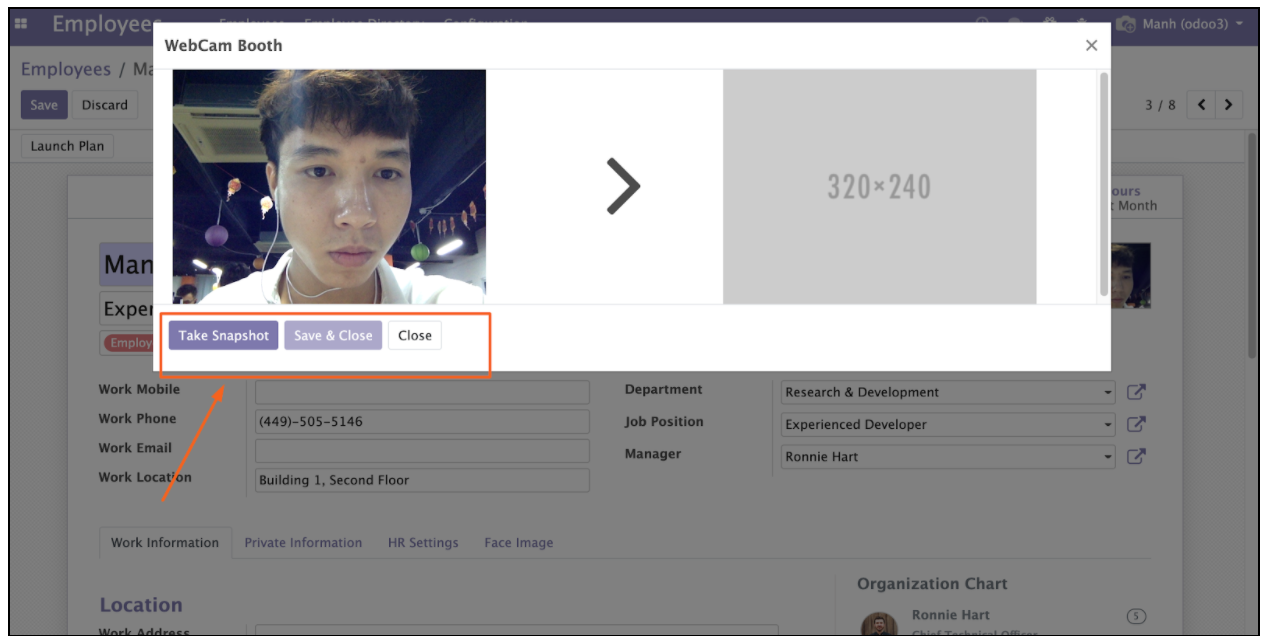 Employees
Employees Employee Directory Configuration
Manh (odoo3)
WebCam Booth
Employees / Ma
Save Discard
3 / 8
Launch Plan
320×240
ours
t Month
Man
Exper
Employ
Take Snapshot Save & Close Close
Work Mobile
Department Research & Development
Work Phone (449)-505-5146
Job Position Experienced Developer
Work Email
Manager Ronnie Hart
Work Location Building 1, Second Floor
Work Information Private Information HR Settings Face Image
Organization Chart
Location
Ronnie Hart 5
Chief Technical Officer
Work Address